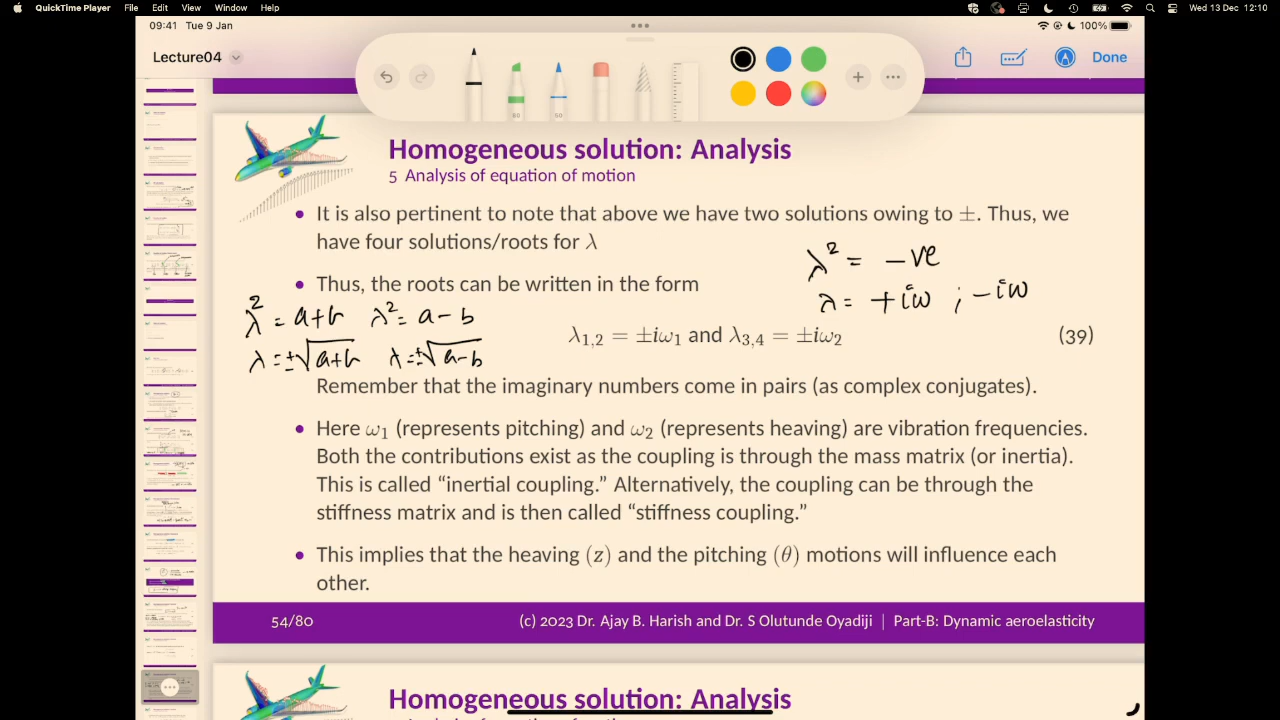 QuickTime Player File Edit View Window Help Wed 13 Dec 12:10
09:41 Tue 9 Jan 100%
Lecture04 Done
80 50
Homogeneous solution: Analysis
5 Analysis of equation of motion
• It is also pertinent to note that above we have two solutions owing to ±. Thus, we
have four solutions/roots for λ
λ² = -ve
• Thus, the roots can be written in the form
λ = +iω ; -iω
λ² = a+b λ² = a-b
λ₁,₂ = ±iω₁ and λ₃,₄ = ±iω₂ (39)
λ = ±√a+b λ = ±√a-b
Remember that the imaginary numbers come in pairs (as complex conjugates).
• Here ω₁ (represents pitching) and ω₂ (represents heaving) are vibration frequencies.
Both the contributions exist as the coupling is through the mass matrix (or inertia).
This is called “inertial coupling.” Alternatively, the coupling can be through the
stiffness matrix and is then called “stiffness coupling.”
• This implies that the heaving (z) and the pitching (θ) motions will influence each
other.
54/80 (c) 2023 Dr. Ajay B. Harish and Dr. S Olutunde Oyadiji | Part-B: Dynamic aeroelasticity
Homogeneous solution: Analysis